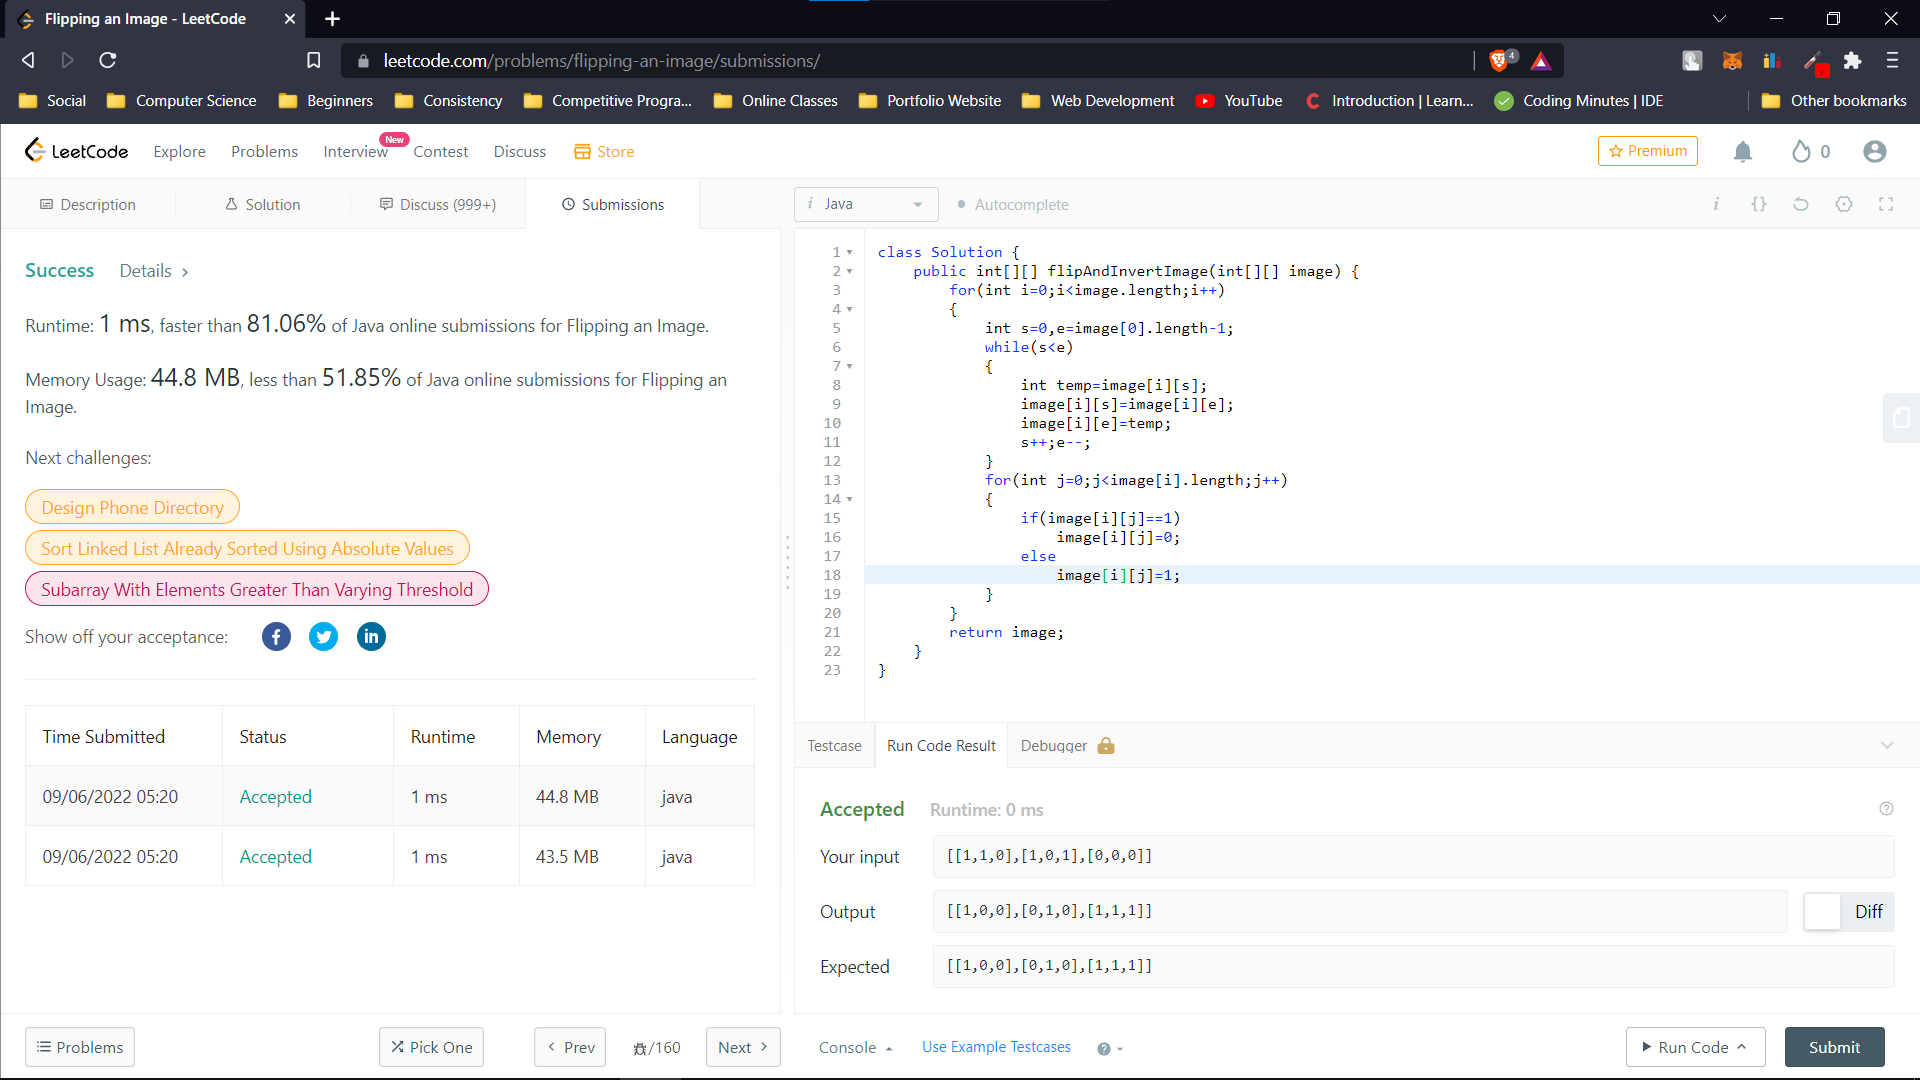 Flipping an Image - LeetCode
leetcode.com/problems/flipping-an-image/submissions/
4
Social
Computer Science
Beginners
Consistency
Competitive Progra...
Online Classes
Portfolio Website
Web Development
YouTube
Introduction | Learn...
Coding Minutes | IDE
Other bookmarks
LeetCode
Explore
Problems
Interview
New
Contest
Discuss
Store
Premium
0
Description
Solution
Discuss (999+)
Submissions
Success
Details >
Runtime: 1 ms, faster than 81.06% of Java online submissions for Flipping an Image.
Memory Usage: 44.8 MB, less than 51.85% of Java online submissions for Flipping an
Image.
Next challenges:
Design Phone Directory
Sort Linked List Already Sorted Using Absolute Values
Subarray With Elements Greater Than Varying Threshold
Show off your acceptance:
Time Submitted Status Runtime Memory Language
09/06/2022 05:20 Accepted 1 ms 44.8 MB java
09/06/2022 05:20 Accepted 1 ms 43.5 MB java
Problems
Pick One
< Prev
/160
Next >
i Java
Autocomplete
i {}
1 class Solution {
2 public int[][] flipAndInvertImage(int[][] image) {
3 for(int i=0;i<image.length;i++)
4 {
5 int s=0,e=image[0].length-1;
6 while(s<e)
7 {
8 int temp=image[i][s];
9 image[i][s]=image[i][e];
10 image[i][e]=temp;
11 s++;e--;
12 }
13 for(int j=0;j<image[i].length;j++)
14 {
15 if(image[i][j]==1)
16 image[i][j]=0;
17 else
18 image[i][j]=1;
19 }
20 }
21 return image;
22 }
23 }
Testcase
Run Code Result
Debugger
Accepted Runtime: 0 ms
Your input [[1,1,0],[1,0,1],[0,0,0]]
Output [[1,0,0],[0,1,0],[1,1,1]]
Diff
Expected [[1,0,0],[0,1,0],[1,1,1]]
Console
Use Example Testcases
Run Code
Submit